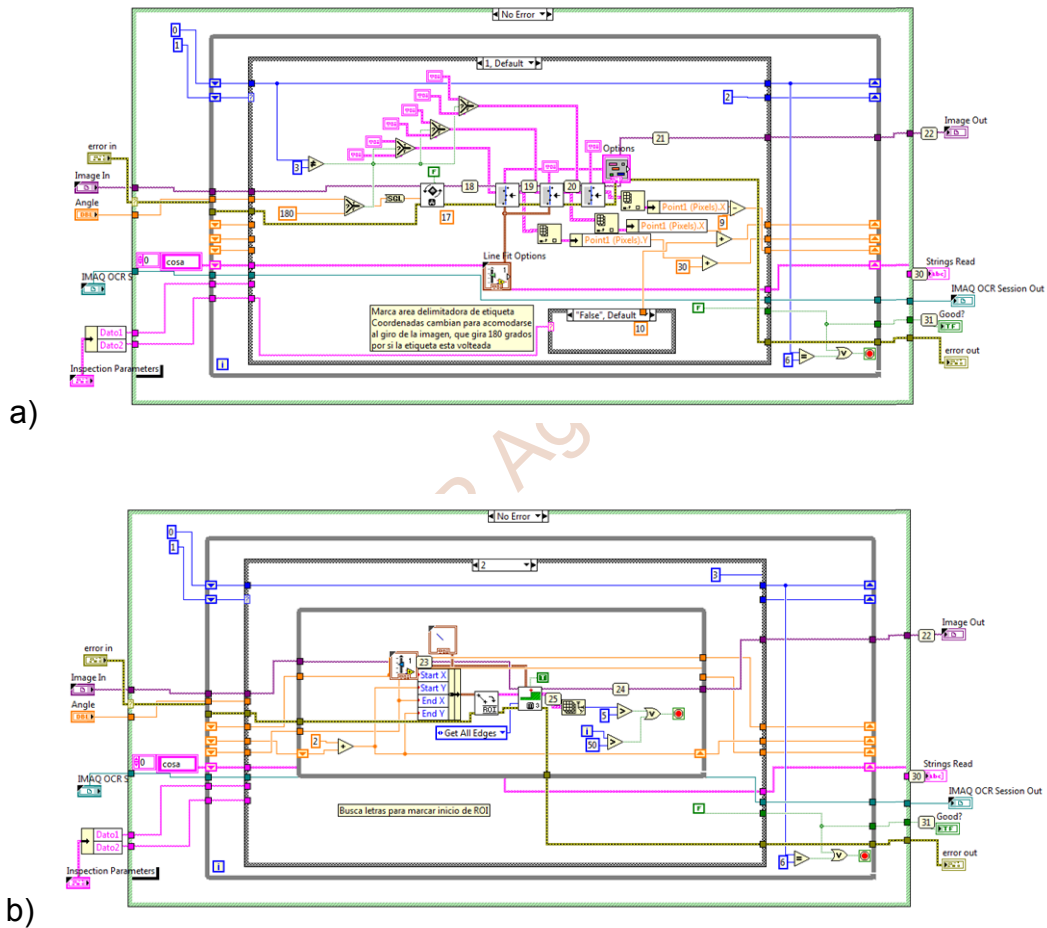 No Error
0
1
1, Default
2
21
22
Image Out
error in
Image In
Angle
DBL
3
F
Options
18
19
20
180
SGL
17
Point1 (Pixels).X
9
Point1 (Pixels).X
Point1 (Pixels).Y
30
Line Fit Options
0
cosa
IMAQ OCR S
Strings Read
30
abc
IMAQ OCR Session Out
F
Marca area delimitadora de etiqueta
Coordenadas cambian para acomodarse
al giro de la imagen, que gira 180 grados
por si la etiqueta esta volteada
"False", Default
10
31
Good?
TF
Dato1
Dato2
6
error out
Inspection Parameters
i
a)
No Error
0
1
2
3
22
Image Out
error in
Image In
Angle
DBL
23
Start X
Start Y
End X
End Y
ROI
T
24
25
5
Get All Edges
2
i
50
0
cosa
IMAQ OCR S
Strings Read
30
abc
IMAQ OCR Session Out
Busca letras para marcar inicio de ROI
F
31
Good?
TF
Dato1
Dato2
6
error out
Inspection Parameters
i
b)